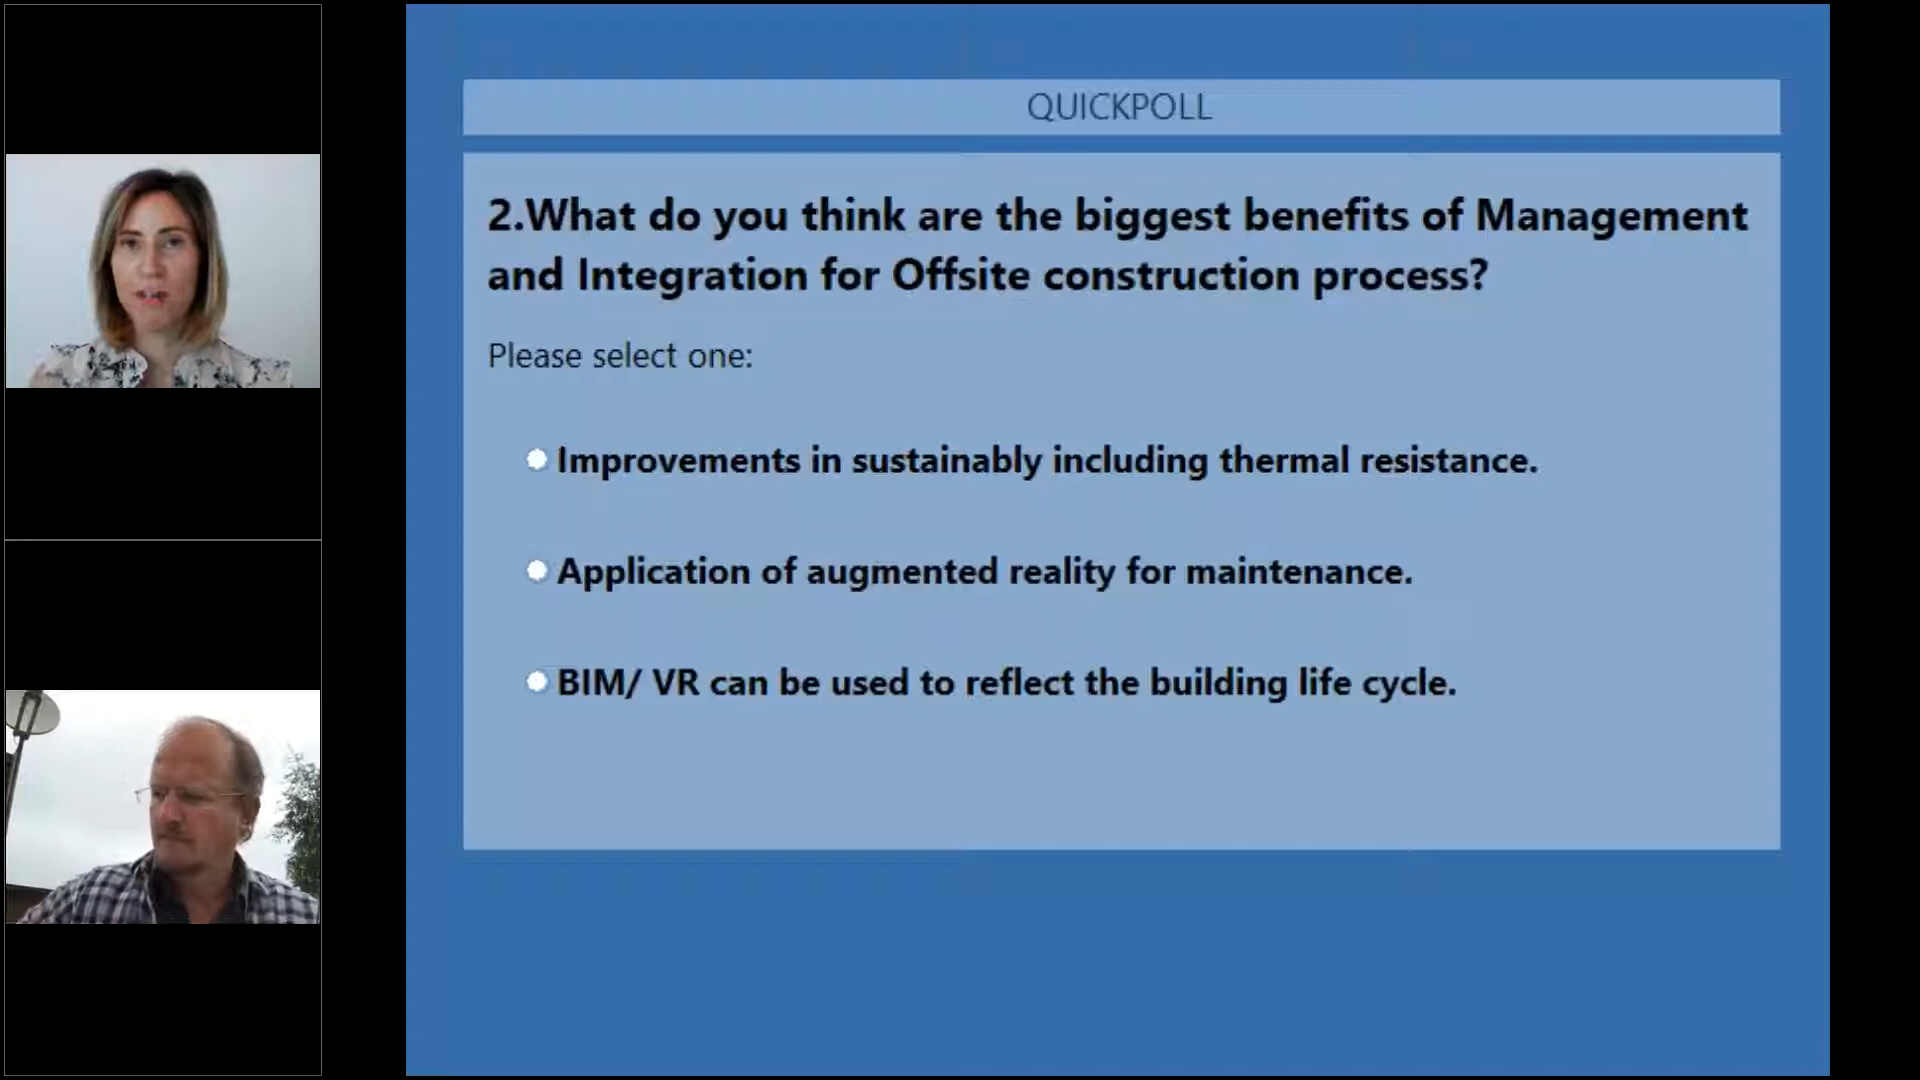 QUICKPOLL
2.What do you think are the biggest benefits of Management
and Integration for Offsite construction process?
Please select one:
Improvements in sustainably including thermal resistance.
Application of augmented reality for maintenance.
BIM/ VR can be used to reflect the building life cycle.